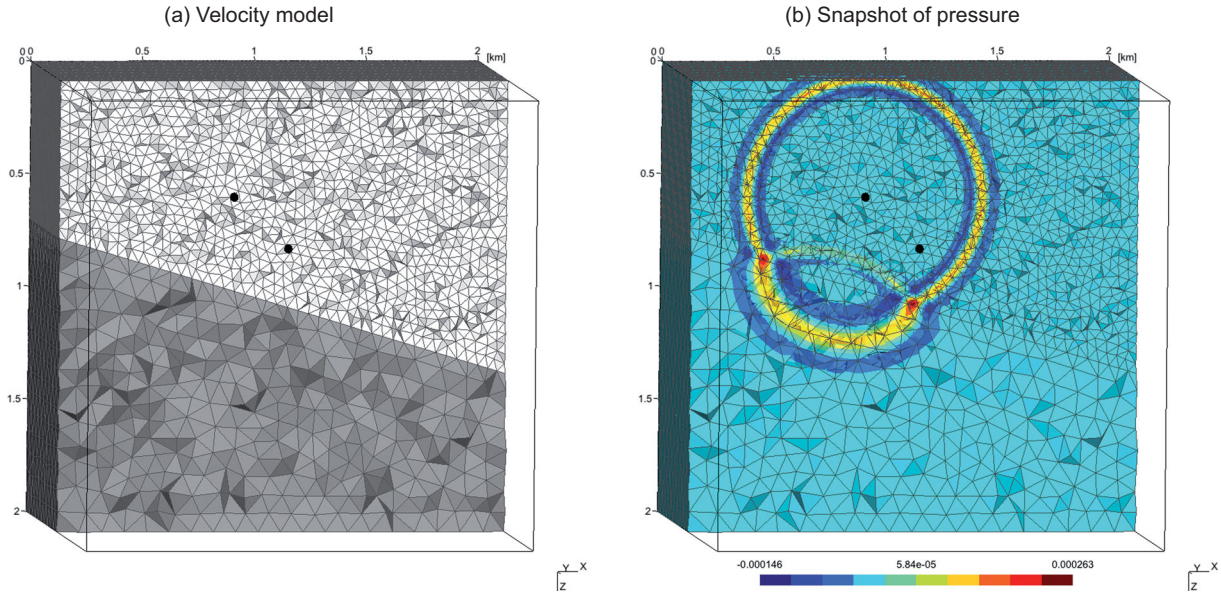 (a) Velocity model
(b) Snapshot of pressure
0 0.5 1 1.5 2
[km]
0
0.5
1
1.5
2
Y X
Z
0 0.5 1 1.5 2
[km]
0
0.5
1
1.5
2
-0.000146 5.84e-05 0.000263
Y X
Z